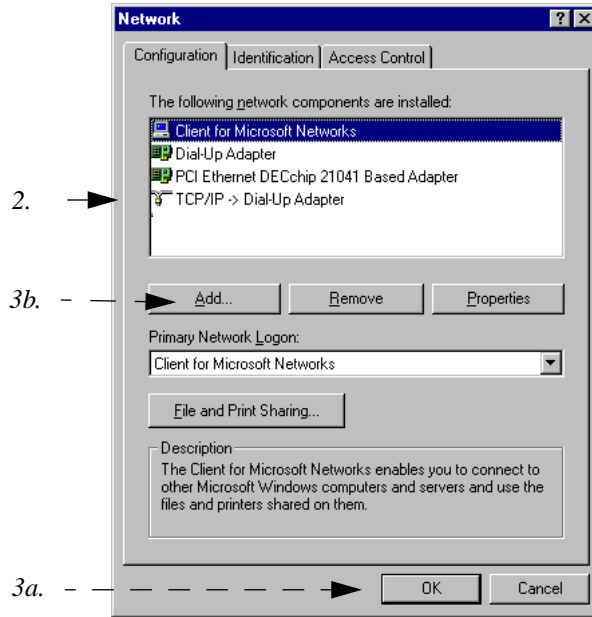 Network
Configuration Identification Access Control
The following network components are installed:
Client for Microsoft Networks
Dial-Up Adapter
PCI Ethernet DECchip 21041 Based Adapter
2. TCP/IP -> Dial-Up Adapter
3b. Add... Remove Properties
Primary Network Logon:
Client for Microsoft Networks
File and Print Sharing...
Description
The Client for Microsoft Networks enables you to connect to
other Microsoft Windows computers and servers and use the
files and printers shared on them.
3a. OK Cancel